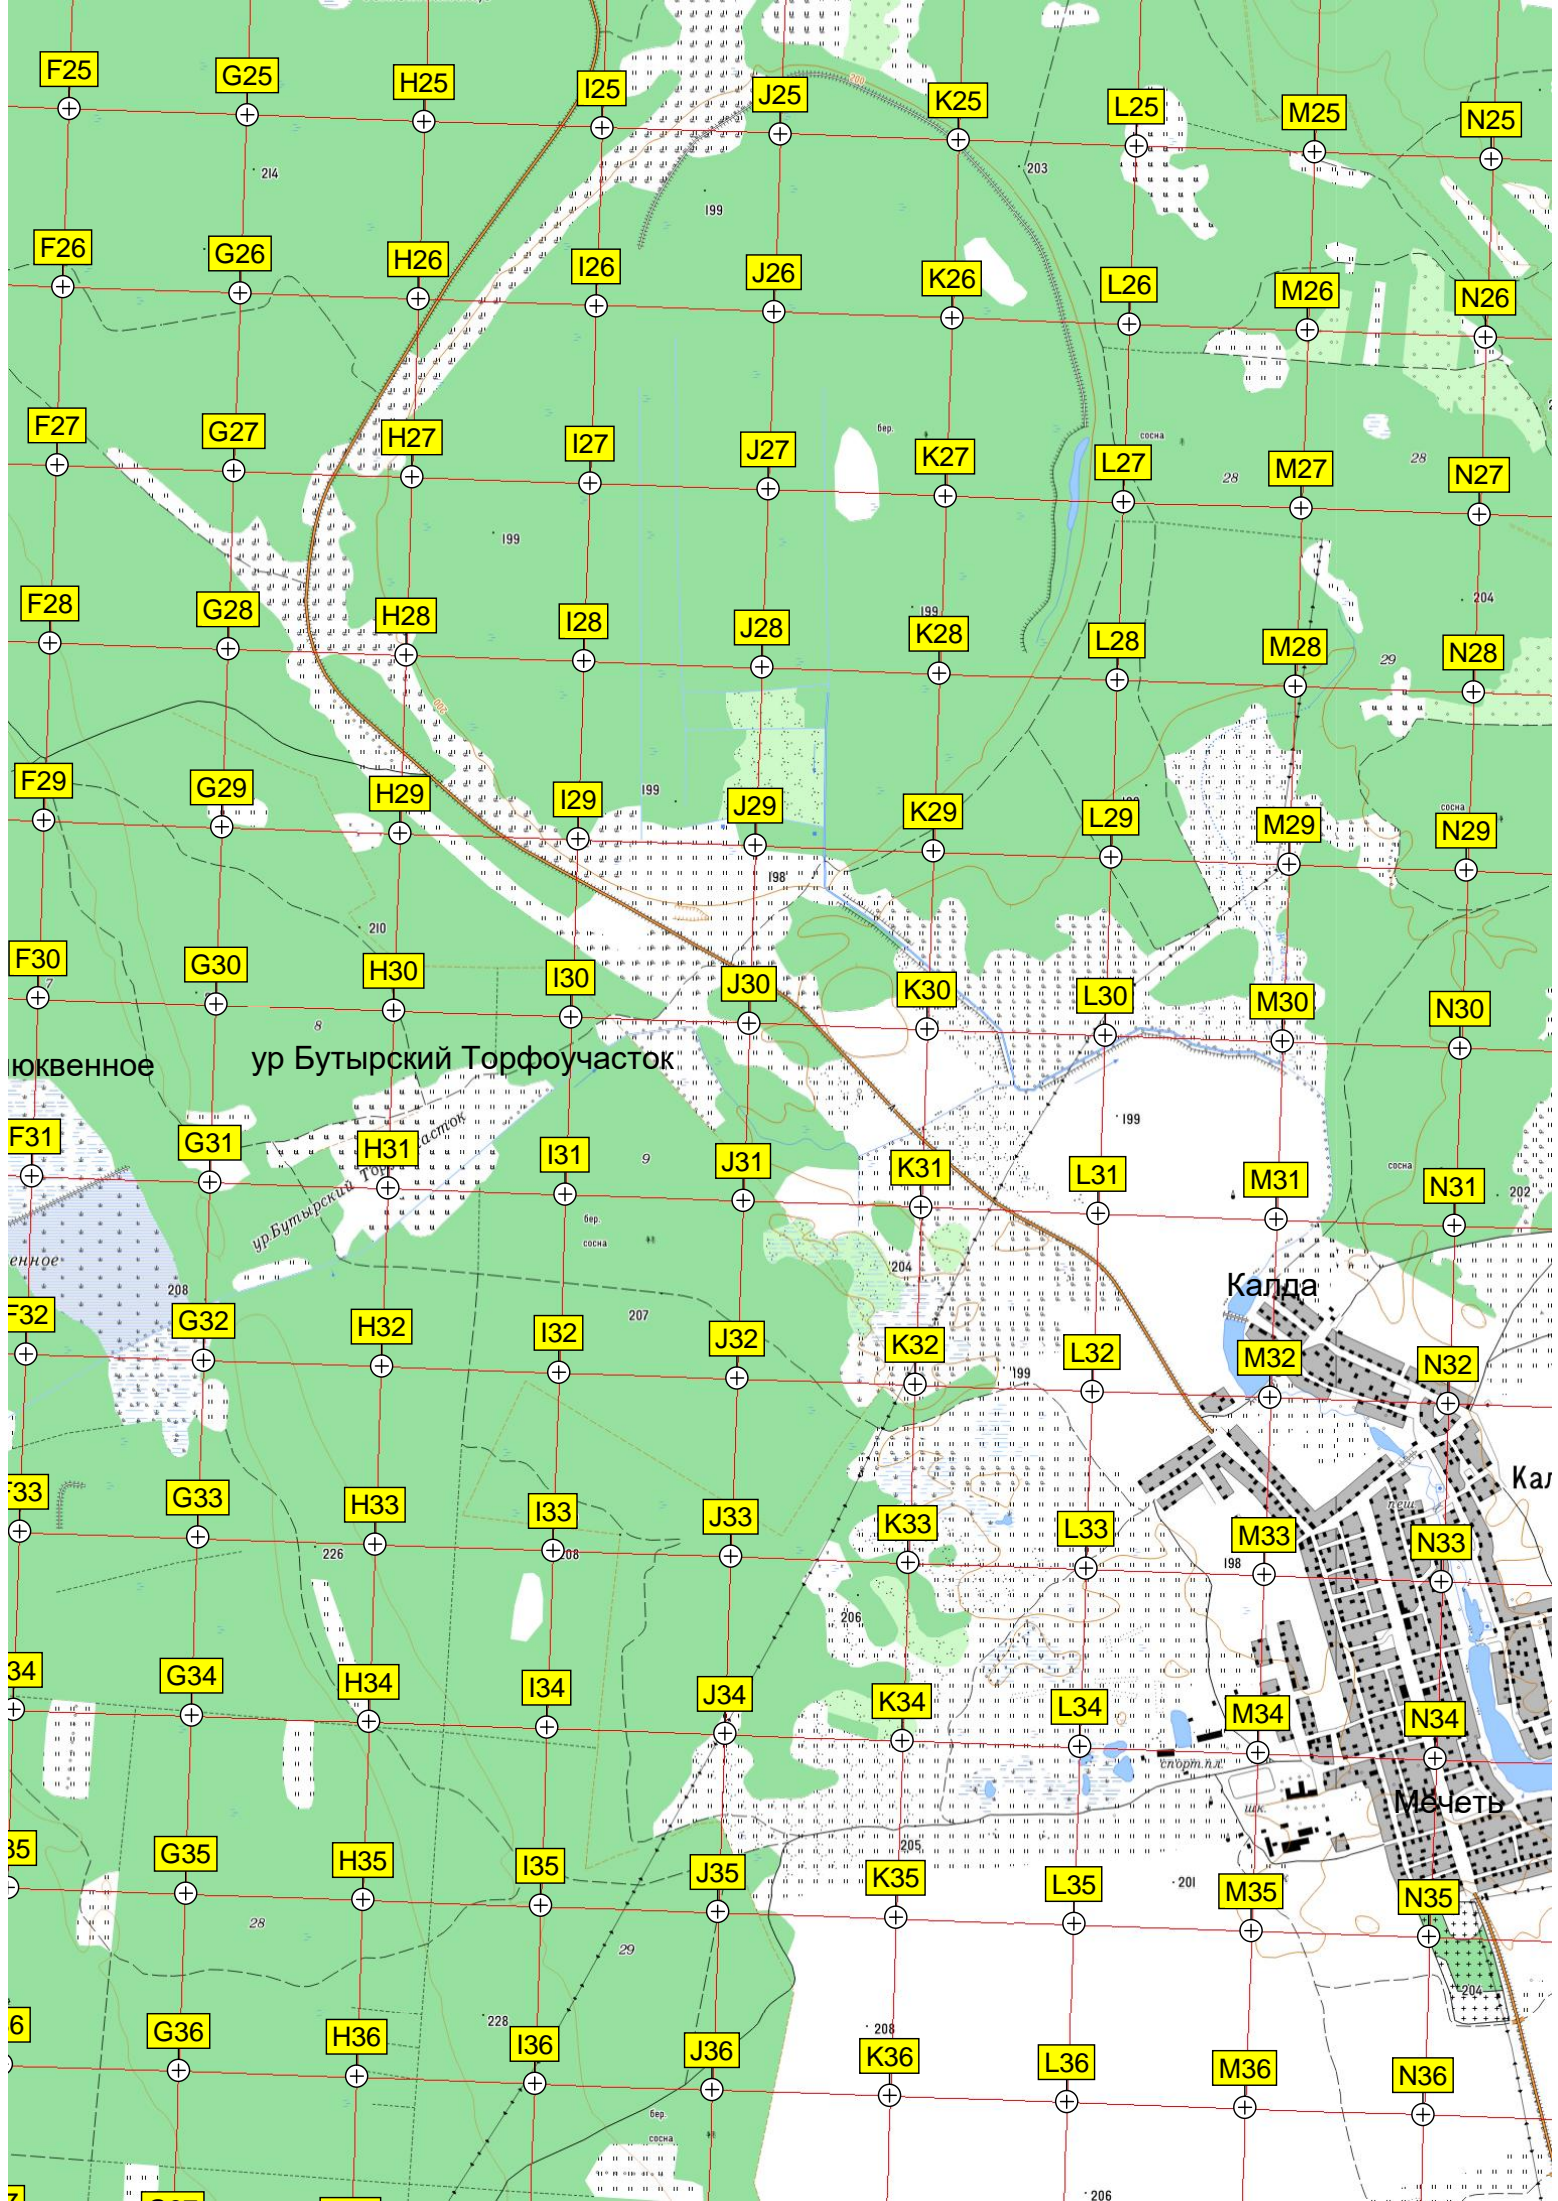 F25 G25 H25 I25 J25 K25 L25 M25 N25
200
203
214
199
F26 G26 H26 I26 J26 K26 L26 M26 N26
бер.
сосна
F27 G27 H27 I27 J27 K27 L27 M27 N27
28
28
199
199
204
F28 G28 H28 I28 J28 K28 L28 M28 N28
29
200
F29 G29 H29 I29 J29 K29 L29 M29 N29
199
сосна
198
210
F30 G30 H30 I30 J30 K30 L30 M30 N30
7
8
юквенное
ур Бутырский Торфоучасток
199
F31 G31 H31 I31 J31 K31 L31 M31 N31
ур.Бутырский
9
сосна
202
бер.
сосна
енное
208
204
Калда
207
F32 G32 H32 I32 J32 K32 L32 M32 N32
199
Кал
пеш.
F33 G33 H33 I33 J33 K33 L33 M33 N33
226
208
198
206
34 G34 H34 I34 J34 K34 L34 M34 N34
спорт.пл.
шк.
Мечеть
205
35 G35 H35 I35 J35 K35 L35 M35 N35
201
28
29
204
228
208
6 G36 H36 I36 J36 K36 L36 M36 N36
бер.
сосна
206